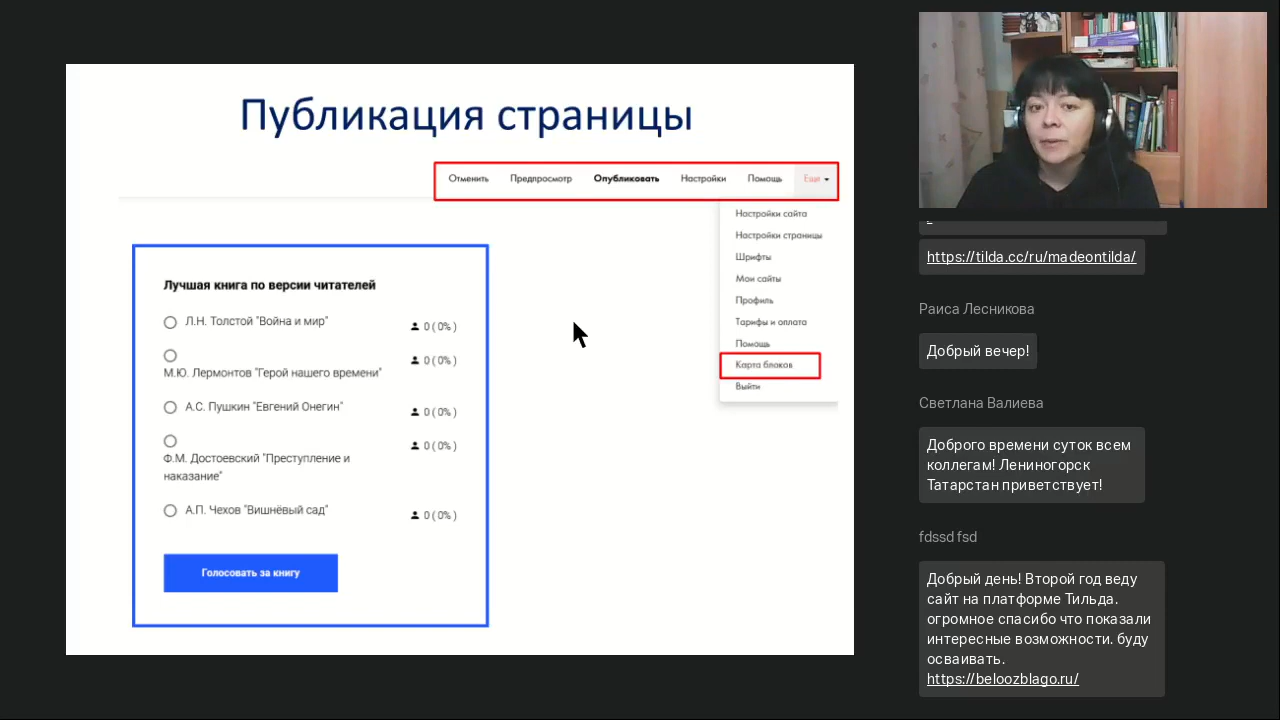 Публикация страницы
Отменить Предпросмотр Опубликовать Настройки Помощь Ещё
Настройки сайта
Настройки страницы
Шрифты
Мои сайты
Профиль
Тарифы и оплата
Помощь
Карта блоков
Выйти
Лучшая книга по версии читателей
Л.Н. Толстой "Война и мир" 0 ( 0% )
0 ( 0% )
М.Ю. Лермонтов "Герой нашего времени"
А.С. Пушкин "Евгений Онегин" 0 ( 0% )
0 ( 0% )
Ф.М. Достоевский "Преступление и
наказание"
А.П. Чехов "Вишнёвый сад" 0 ( 0% )
Голосовать за книгу
https://tilda.cc/ru/madeontilda/
Раиса Лесникова
Добрый вечер!
Светлана Валиева
Доброго времени суток всем
коллегам! Лениногорск
Татарстан приветствует!
fdssd fsd
Добрый день! Второй год веду
сайт на платформе Тильда.
огромное спасибо что показали
интересные возможности. буду
осваивать.
https://beloozblago.ru/